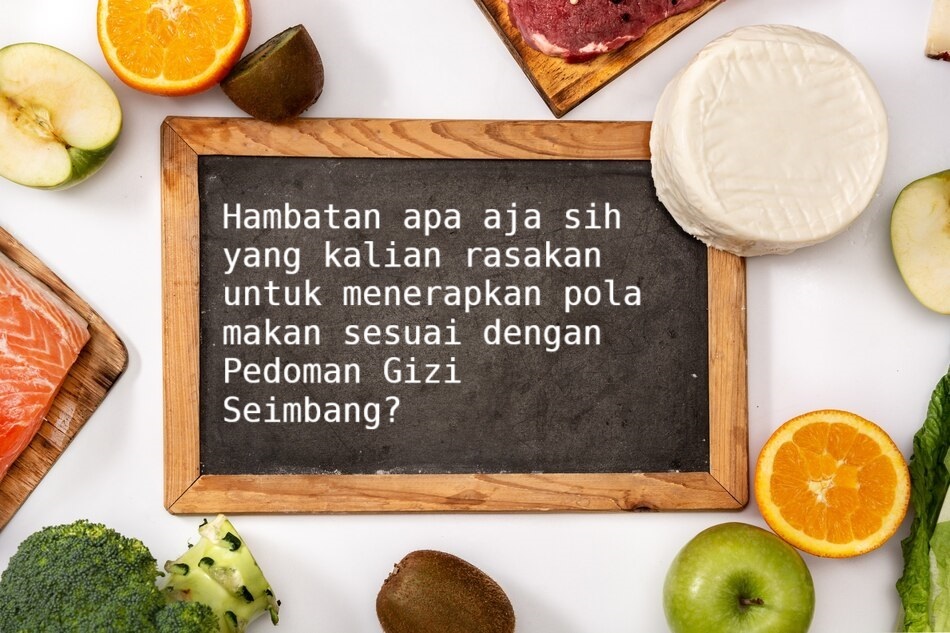 Hambatan apa aja sih
yang kalian rasakan
untuk menerapkan pola
makan sesuai dengan
Pedoman Gizi
Seimbang?